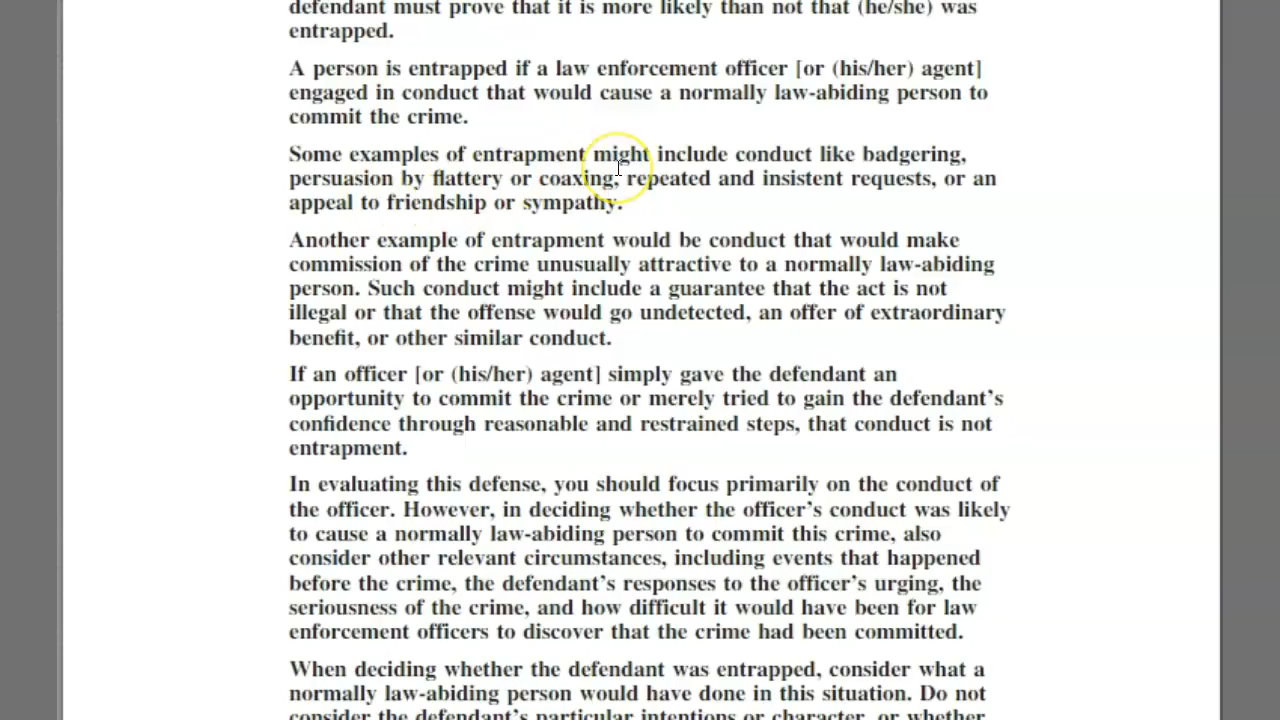 defendant must prove that it is more likely than not that (he/she) was
entrapped.
A person is entrapped if a law enforcement officer [or (his/her) agent]
engaged in conduct that would cause a normally law-abiding person to
commit the crime.
Some examples of entrapment might include conduct like badgering,
persuasion by flattery or coaxing, repeated and insistent requests, or an
appeal to friendship or sympathy.
Another example of entrapment would be conduct that would make
commission of the crime unusually attractive to a normally law-abiding
person. Such conduct might include a guarantee that the act is not
illegal or that the offense would go undetected, an offer of extraordinary
benefit, or other similar conduct.
If an officer [or (his/her) agent] simply gave the defendant an
opportunity to commit the crime or merely tried to gain the defendant's
confidence through reasonable and restrained steps, that conduct is not
entrapment.
In evaluating this defense, you should focus primarily on the conduct of
the officer. However, in deciding whether the officer's conduct was likely
to cause a normally law-abiding person to commit this crime, also
consider other relevant circumstances, including events that happened
before the crime, the defendant's responses to the officer's urging, the
seriousness of the crime, and how difficult it would have been for law
enforcement officers to discover that the crime had been committed.
When deciding whether the defendant was entrapped, consider what a
normally law-abiding person would have done in this situation. Do not
consider the defendant's particular intentions or character, or whether